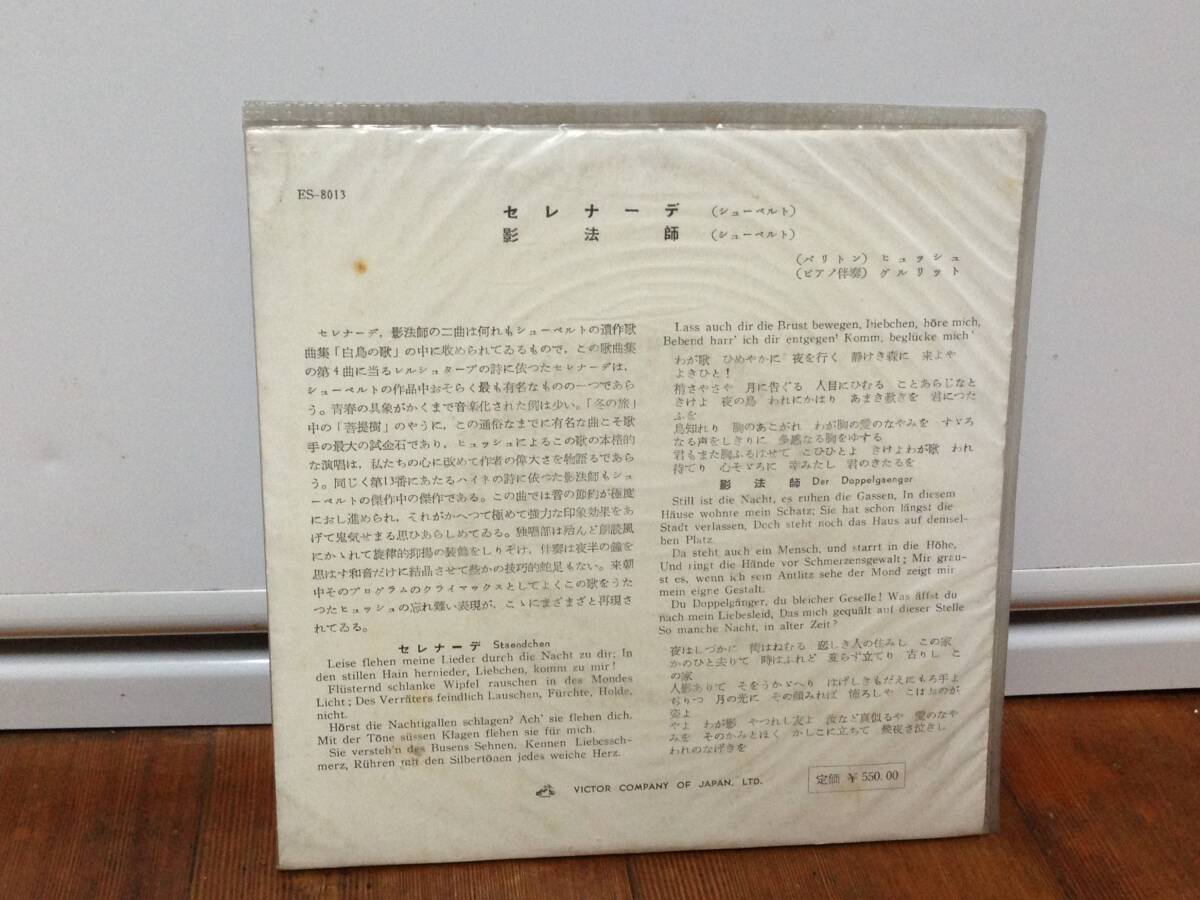 ES-8013
セレナーデ (シューベルト)
影法師 (シューベルト)
(バリトン) ヒュッシュ
(ピアノ伴奏) グルリット
セレナーデ, 影法師の二曲は何れもシューベルトの遺作歌
曲集「白鳥の歌」の中に収められてゐるもので, この歌曲集
の第4曲に当るレルシュタープの詩に依つたセレナーデは,
シューベルトの作品中おそらく最も有名なものの一つであら
う。青春の具象がかくまで音楽化された例は少い。「冬の旅」
中の「菩提樹」のやうに, この通俗なまでに有名な曲こそ歌
手の最大の試金石であり, ヒュッシュによるこの歌の本格的
な演唱は, 私たちの心に改めて作者の偉大さを物語るであら
う。同じく第13番にあたるハイネの詩に依つた影法師もシュ
ーベルトの傑作中の傑作である。この曲では音の節約が極度
におし進められ, それがかへつて極めて強力な印象効果をあ
げて鬼気せまる思ひあらしめてゐる。独唱部は殆んど朗読風
にかゝれて旋律的抑揚の装飾をしりぞけ, 伴奏は夜半の鐘を
思はす和音だけに結晶させて些かの技巧的蛇足もない。来朝
中そのプログラムのクライマックスとしてよくこの歌をうた
つたヒュッシュの忘れ難い表現が, こゝにまざまざと再現さ
れてゐる。
セレナーデ Staendchen
Leise flehen meine Lieder durch die Nacht zu dir; In
den stillen Hain hernieder, Liebchen, komm zu mir!
Flüsternd schlanke Wipfel rauschen in des Mondes
Licht; Des Verräters feindlich Lauschen, Fürchte, Holde,
nicht.
Hörst die Nachtigallen schlagen? Ach' sie flehen dich.
Mit der Töne süssen Klagen flehen sie für mich.
Sie versteh'n des Busens Sehnen, Kennen Liebessch-
merz, Rühren mit den Silbertönen jedes weiche Herz.
Lass auch dir die Brust bewegen, Liebchen, höre mich,
Bebend harr' ich dir entgegen! Komm, beglücke mich'
わが歌 ひめやかに 夜を行く 静けき森に 来よや
よきひと!
梢さやさや 月に告ぐる 人目にひむる ことあらじなと
きけよ 夜の鳥 われにかはり あまき歎きを 君につた
ふを
鳥知れり 胸のあこがれ わが胸の愛のなやみを すゞろ
なる声をしきりに 多感なる胸をゆする
君もまた胸ふるはせて こひひとよ きけよわが歌 われ
待てり 心そゞろに 幸みたし 君のきたるを
影法師 Der Doppelgaenger
Still ist die Nacht, es ruhen die Gassen, In diesem
Häuse wohnte mein Schatz; Sie hat schon längst die
Stadt verlassen, Doch steht noch das Haus auf demsel-
ben Platz.
Da steht auch ein Mensch, und starrt in die Höhe,
Und ringt die Hände vor Schmerzensgewalt; Mir grau-
st es, wenn ich sein Antlitz sehe der Mond zeigt mir
mein eigne Gestalt.
Du Doppelgänger, du bleicher Geselle! Was äffst du
nach mein Liebesleid, Das mich gequält auf dieser Stelle
So manche Nacht, in alter Zeit?
夜はしづかに 街はねむる 恋しき人の住みし この家
かのひと去りて 時はふれど 変らず立てり 古りし こ
の家
人影ありて そをうかゞへり はげしきもだえにもろ手よ
ぢりつ 月の光に その顔みれば 怖ろしや こはおのが
姿よ
やよ わが影 やつれし友よ 汝など真似るや 愛のなや
みを そのかみとほく かしこに立ちて 幾夜さ泣きし
われのなげきを
VICTOR COMPANY OF JAPAN, LTD.
定価 ¥ 550.00